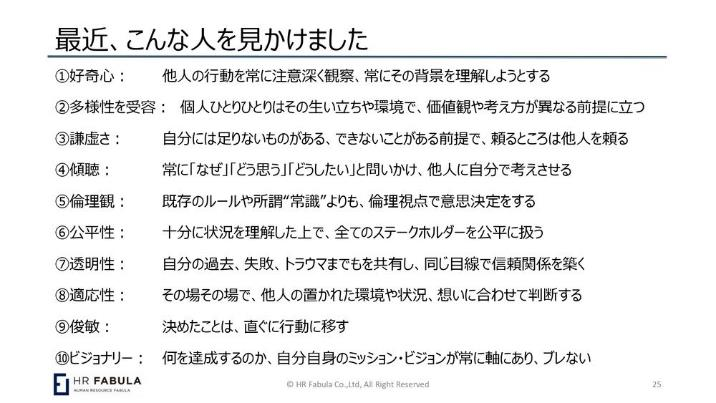 最近、こんな人を見かけました
①好奇心： 他人の行動を常に注意深く観察、常にその背景を理解しようとする
②多様性を受容： 個人ひとりひとりはその生い立ちや環境で、価値観や考え方が異なる前提に立つ
③謙虚さ： 自分には足りないものがある、できないことがある前提で、頼るところは他人を頼る
④傾聴： 常に「なぜ」「どう思う」「どうしたい」と問いかけ、他人に自分で考えさせる
⑤倫理観： 既存のルールや所謂“常識”よりも、倫理視点で意思決定をする
⑥公平性： 十分に状況を理解した上で、全てのステークホルダーを公平に扱う
⑦透明性： 自分の過去、失敗、トラウマまでもを共有し、同じ目線で信頼関係を築く
⑧適応性： その場その場で、他人の置かれた環境や状況、想いに合わせて判断する
⑨俊敏： 決めたことは、直ぐに行動に移す
⑩ビジョナリー： 何を達成するのか、自分自身のミッション・ビジョンが常に軸にあり、ブレない
HR FABULA
HUMAN RESOURCE FABULA
© HR Fabula Co.,Ltd, All Right Reserved
25